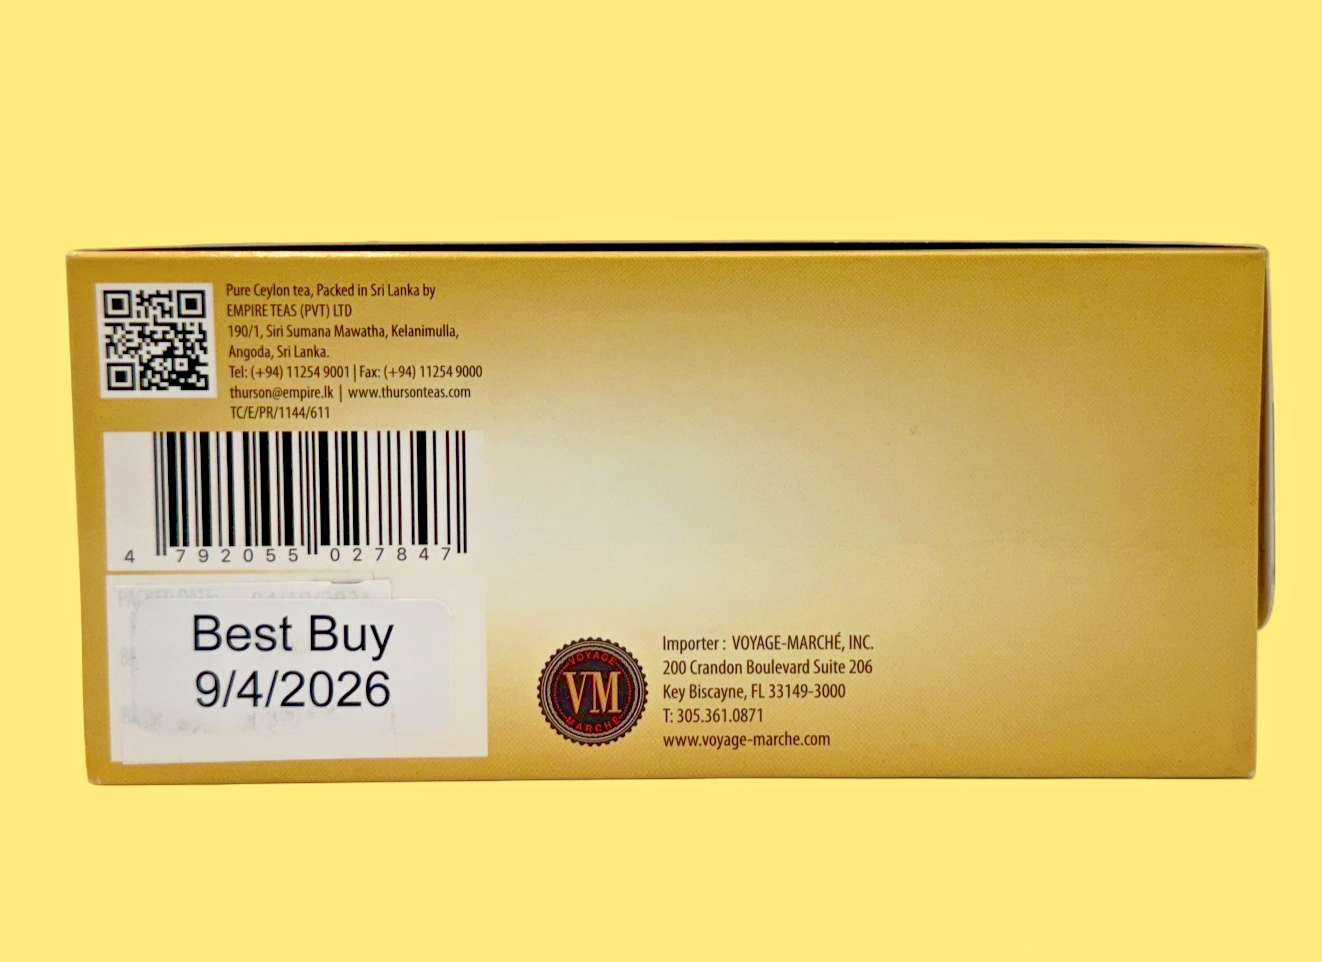 Pure Ceylon tea, Packed in Sri Lanka by
EMPIRE TEAS (PVT) LTD
190/1, Siri Sumana Mawatha, Kelanimulla,
Angoda, Sri Lanka.
Tel: (+94) 11254 9001 | Fax: (+94) 11254 9000
thurson@empire.lk | www.thursonteas.com
TC/E/PR/1144/611
4 792055 027847
PACKED DATE:
Best Buy
9/4/2026
VOYAGE
VM
MARCHÉ
Importer : VOYAGE-MARCHÉ, INC.
200 Crandon Boulevard Suite 206
Key Biscayne, FL 33149-3000
T: 305.361.0871
www.voyage-marche.com